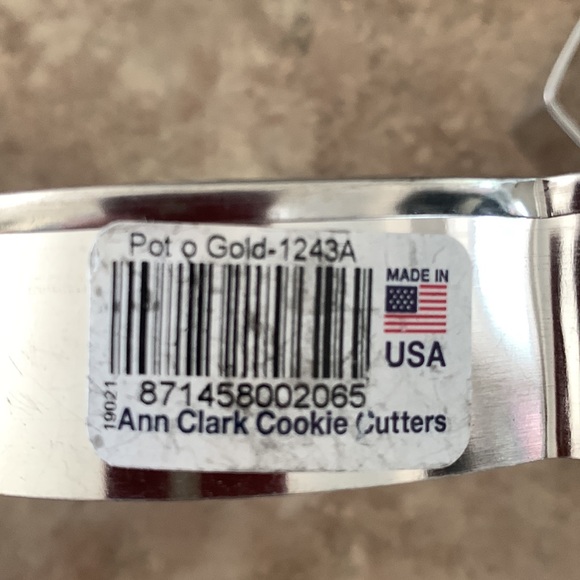 Pot o Gold-1243A
MADE IN
USA
871458002065
19021
Ann Clark Cookie Cutters